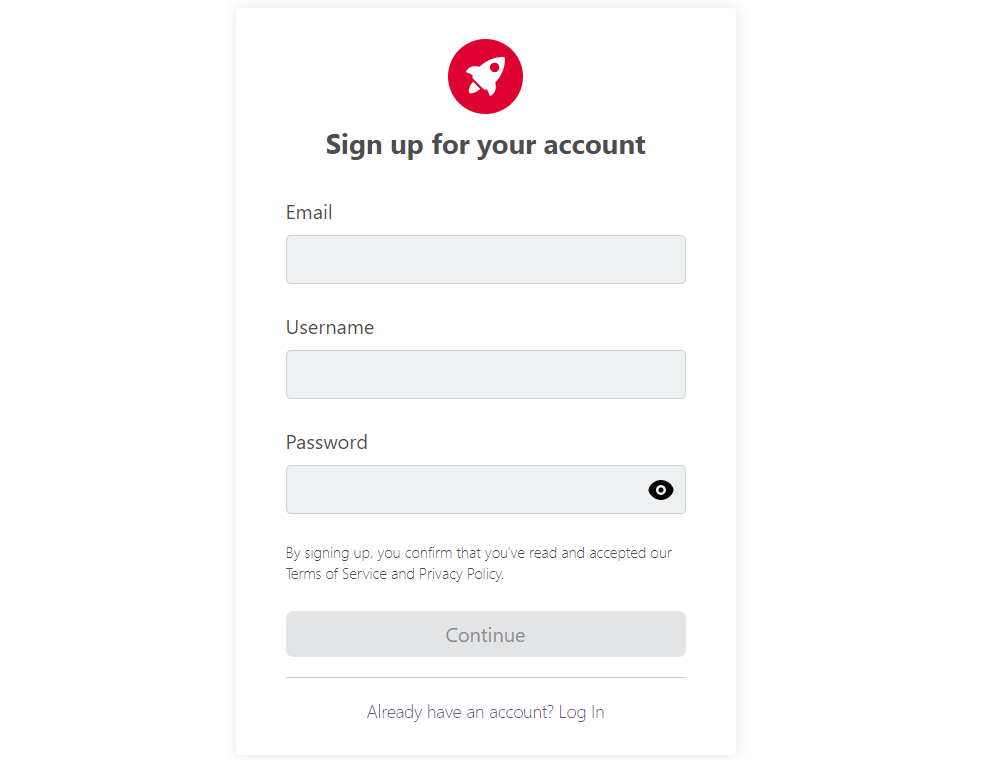 Sign up for your account
Email
Username
Password
By signing up, you confirm that you've read and accepted our
Terms of Service and Privacy Policy.
Continue
Already have an account? Log In